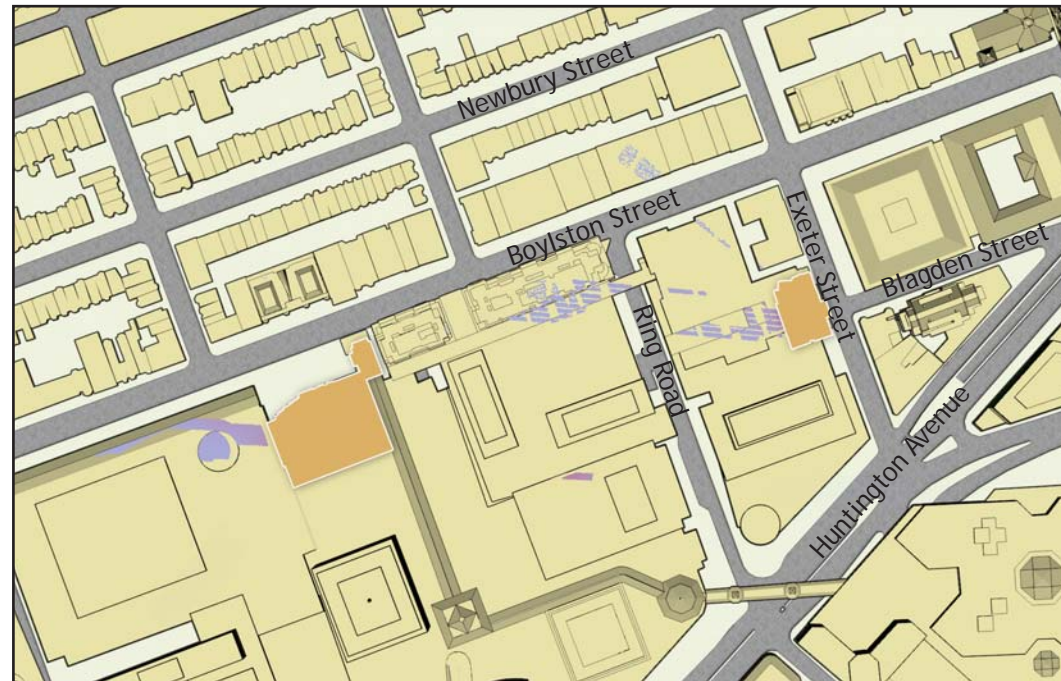 Newbury Street
Boylston Street
Exeter Street
Blagden Street
Ring Road
Huntington Avenue